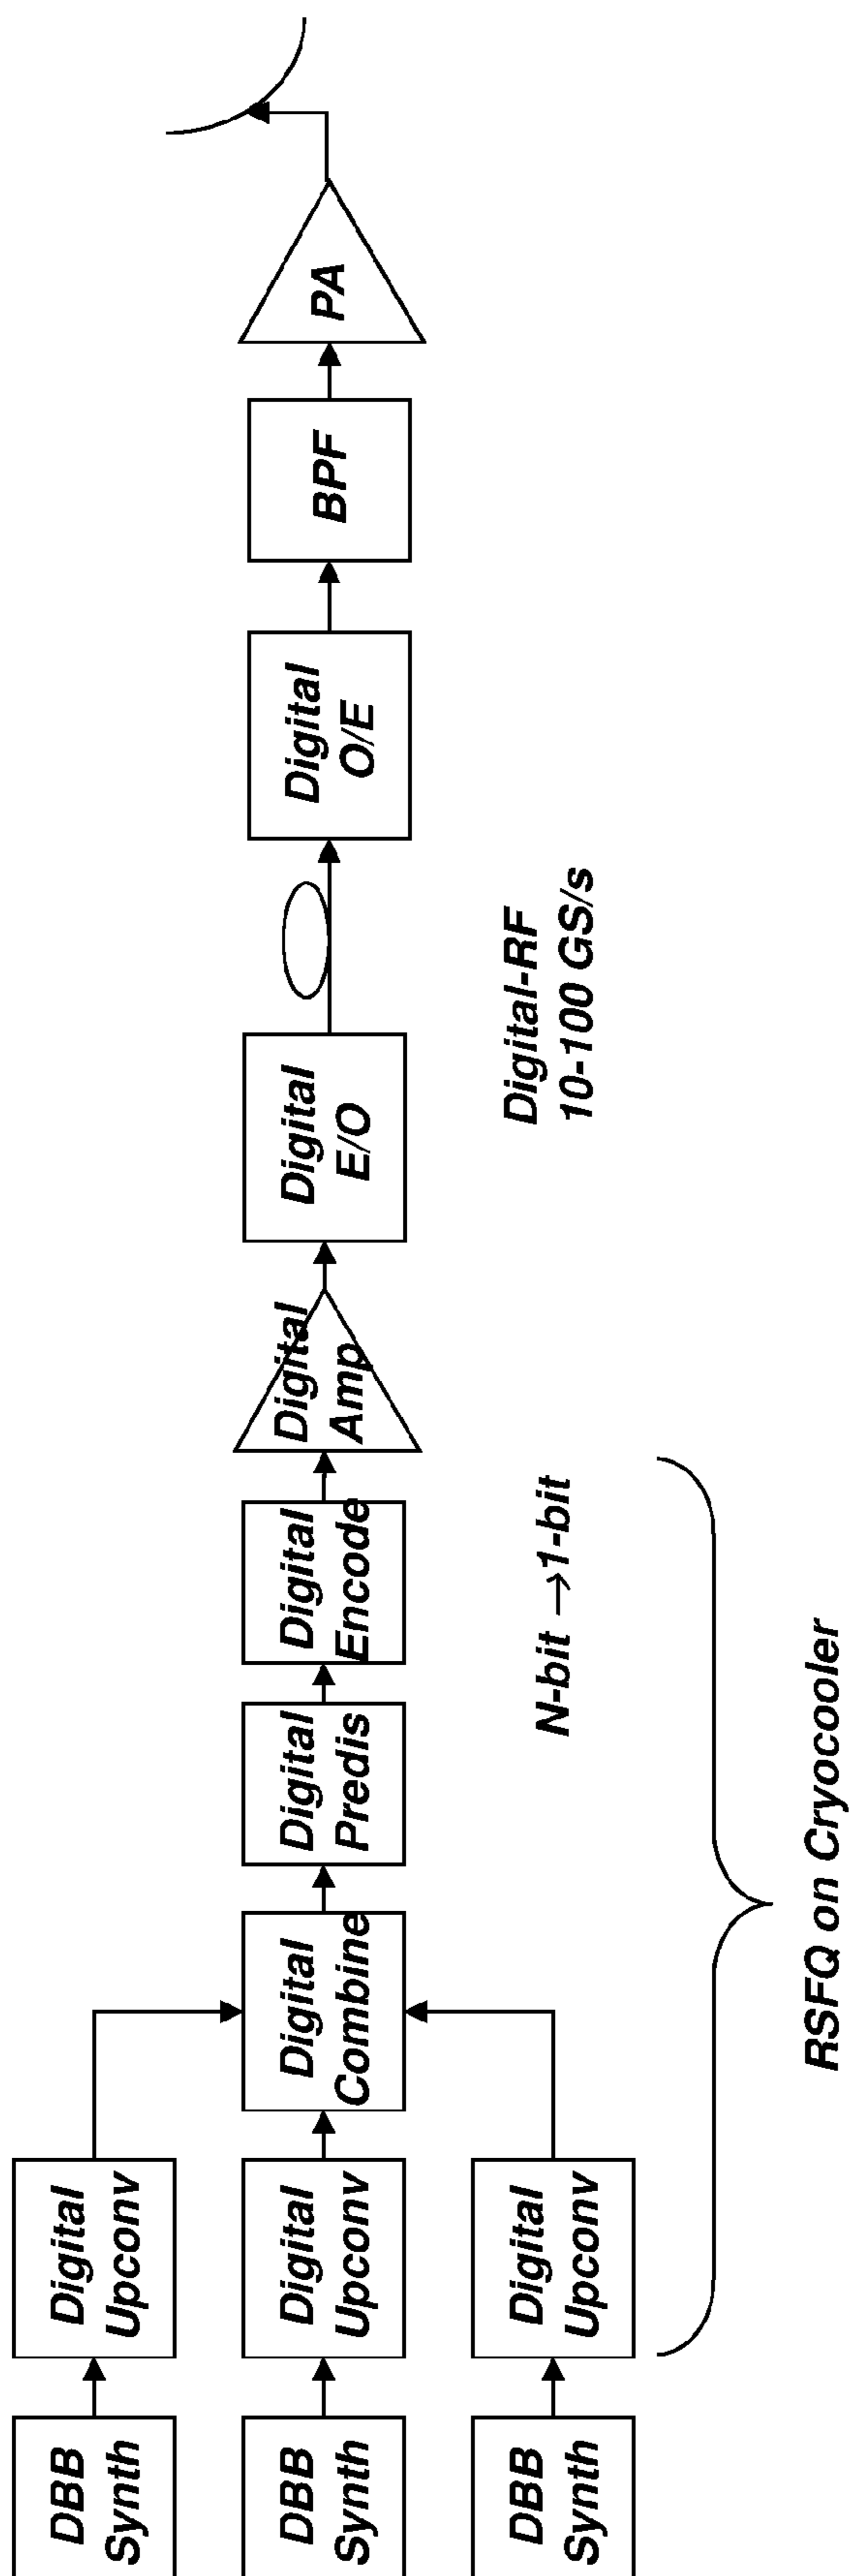 DBB
Synth
Digital
Upconv
DBB
Synth
Digital
Upconv
Digital
Combine
Digital
Predis
Digital
Encode
Digital
Amp
Digital
E/O
Digital
O/E
BPF
PA
DBB
Synth
Digital
Upconv
N-bit →1-bit
Digital-RF
10-100 GS/s
RSFQ on Cryocooler